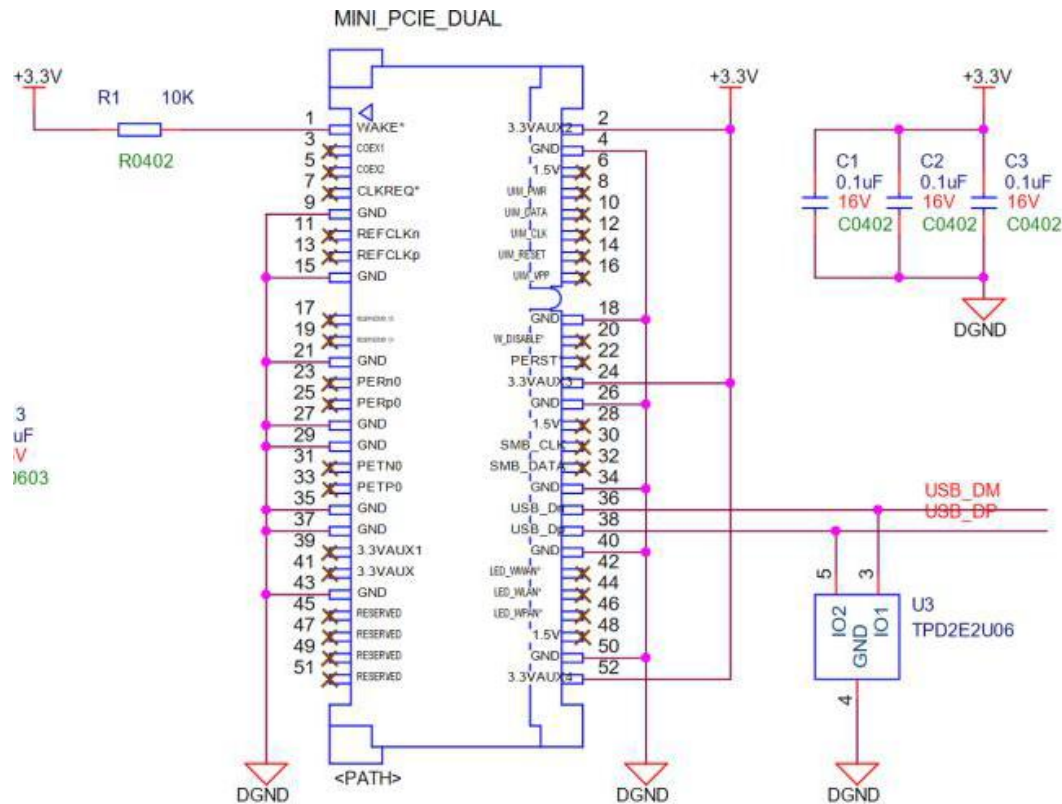 MINI_PCIE_DUAL
+3.3V
R1 10K
R0402
1 WAKE*
3 COEX1
5 COEX2
7 CLKREQ*
9 GND
11 REFCLKn
13 REFCLKp
15 GND
17
19
21 GND
23 PERn0
25 PERp0
27 GND
29 GND
31 PETN0
33 PETP0
35 GND
37 GND
39 3.3VAUX1
41 3.3VAUX
43 GND
45 RESERVED
47 RESERVED
49 RESERVED
51 RESERVED
3.3VAUX2 2
GND 4
1.5V 6
UIM_PWR 8
UIM_DATA 10
UIM_CLK 12
UIM_RESET 14
UIM_VPP 16
GND 18
W_DISABLE* 20
PERST* 22
3.3VAUX3 24
GND 26
1.5V 28
SMB_CLK 30
SMB_DATA 32
GND 34
USB_Dn 36
USB_Dp 38
GND 40
LED_WWAN* 42
LED_WLAN* 44
LED_WPAN* 46
1.5V 48
GND 50
3.3VAUX4 52
<PATH>
DGND
DGND
+3.3V
+3.3V
C1
0.1uF
16V
C0402
C2
0.1uF
16V
C0402
C3
0.1uF
16V
C0402
DGND
USB_DM
USB_DP
5 3
IO2 GND IO1
4
U3
TPD2E2U06
DGND
3
uF
V
0603